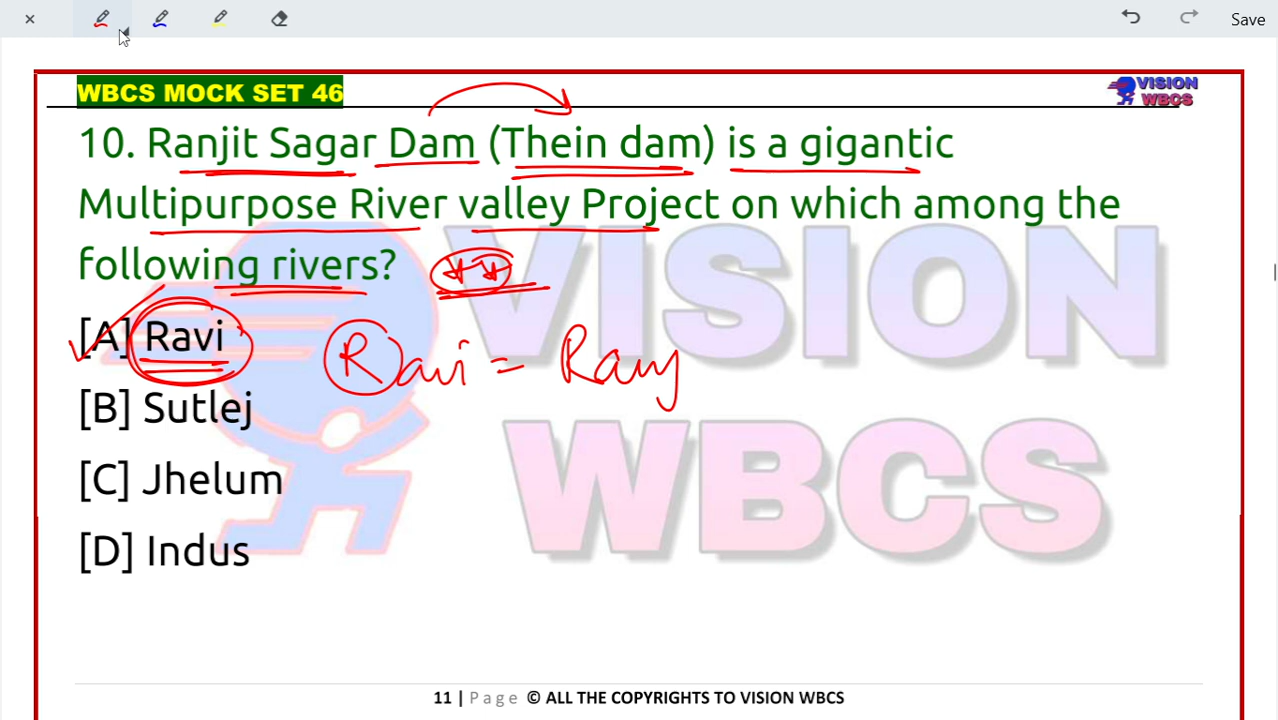 Save
WBCS MOCK SET 46
VISION
WBCS
10. Ranjit Sagar Dam (Thein dam) is a gigantic
Multipurpose River valley Project on which among the
following rivers?
[A] Ravi
Ravi =
[B] Sutlej
[C] Jhelum
[D] Indus
VISION
WBCS
11 | Page © ALL THE COPYRIGHTS TO VISION WBCS